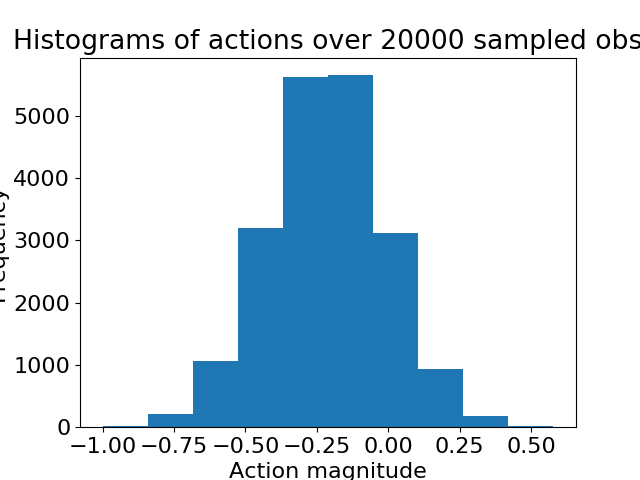 Histograms of actions over 20000 sampled obs
Frequency
5000
4000
3000
2000
1000
0
−1.00 −0.75 −0.50 −0.25 0.00 0.25 0.50
Action magnitude